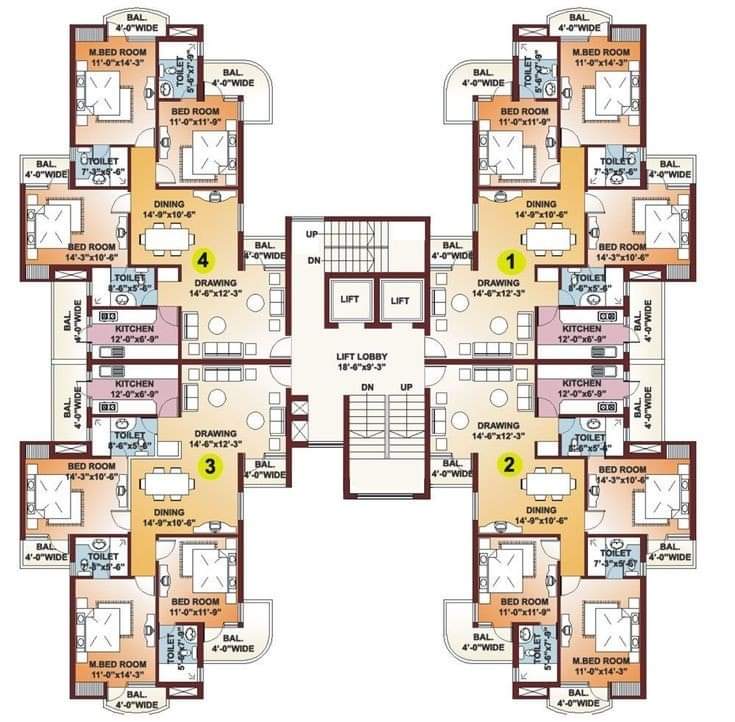 BAL.
4'-0"WIDE
M.BED ROOM
11'-0"x14'-3"
TOILET
5'-6"x7'-9"
BAL.
4'-0"WIDE
BED ROOM
11'-0"x11'-9"
BAL.
4'-0"WIDE
TOILET
7'-3"x5'-6"
DINING
14'-9"x10'-6"
BED ROOM
14'-3"x10'-6"
4
BAL.
4'-0"WIDE
TOILET
8'-6"x5'-6"
DRAWING
14'-6"x12'-3"
BAL.
4'-0"WIDE
KITCHEN
12'-0"x6'-9"
BAL.
4'-0"WIDE
M.BED ROOM
11'-0"x14'-3"
TOILET
5'-6"x7'-9"
BAL.
4'-0"WIDE
BED ROOM
11'-0"x11'-9"
BAL.
4'-0"WIDE
TOILET
7'-3"x5'-6"
DINING
14'-9"x10'-6"
BED ROOM
14'-3"x10'-6"
1
BAL.
4'-0"WIDE
TOILET
8'-6"x5'-6"
DRAWING
14'-6"x12'-3"
BAL.
4'-0"WIDE
KITCHEN
12'-0"x6'-9"
UP
DN
LIFT
LIFT
LIFT LOBBY
18'-6"x9'-3"
DN
UP
KITCHEN
12'-0"x6'-9"
BAL.
4'-0"WIDE
TOILET
8'-6"x5'-6"
DRAWING
14'-6"x12'-3"
BAL.
4'-0"WIDE
3
BED ROOM
14'-3"x10'-6"
DINING
14'-9"x10'-6"
BAL.
4'-0"WIDE
TOILET
7'-3"x5'-6"
BED ROOM
11'-0"x11'-9"
BAL.
4'-0"WIDE
TOILET
5'-6"x7'-9"
M.BED ROOM
11'-0"x14'-3"
BAL.
4'-0"WIDE
KITCHEN
12'-0"x6'-9"
BAL.
4'-0"WIDE
TOILET
8'-6"x5'-6"
DRAWING
14'-6"x12'-3"
BAL.
4'-0"WIDE
2
BED ROOM
14'-3"x10'-6"
DINING
14'-9"x10'-6"
BAL.
4'-0"WIDE
TOILET
7'-3"x5'-6"
BED ROOM
11'-0"x11'-9"
BAL.
4'-0"WIDE
TOILET
5'-6"x7'-9"
M.BED ROOM
11'-0"x14'-3"
BAL.
4'-0"WIDE